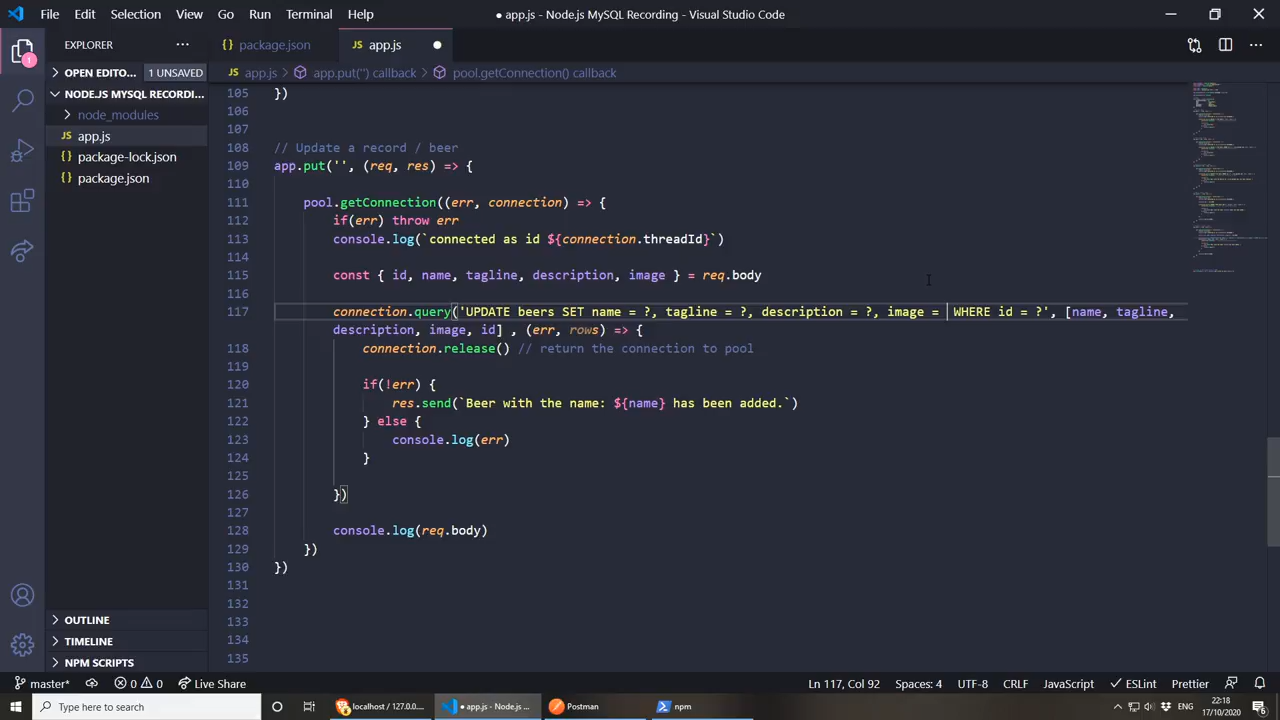 File Edit Selection View Go Run Terminal Help
● app.js - Node.js MySQL Recording - Visual Studio Code
EXPLORER
{ } package.json
JS app.js
OPEN EDITO... 1 UNSAVED
JS app.js > app.put('') callback > pool.getConnection() callback
NODE.JS MYSQL RECORDI...
node_modules
JS app.js
package-lock.json
package.json
OUTLINE
TIMELINE
NPM SCRIPTS
105 })
106
107
108 // Update a record / beer
109 app.put('', (req, res) => {
110
111 pool.getConnection((err, connection) => {
112 if(err) throw err
113 console.log(`connected as id ${connection.threadId}`)
114
115 const { id, name, tagline, description, image } = req.body
116
117 connection.query('UPDATE beers SET name = ?, tagline = ?, description = ?, image = WHERE id = ?', [name, tagline,
description, image, id] , (err, rows) => {
118 connection.release() // return the connection to pool
119
120 if(!err) {
121 res.send(`Beer with the name: ${name} has been added.`)
122 } else {
123 console.log(err)
124 }
125
126 })
127
128 console.log(req.body)
129 })
130 })
131
132
133
134
135
1
master* 0 0 Live Share
Ln 117, Col 92 Spaces: 4 UTF-8 CRLF JavaScript ESLint Prettier
Type here to search
localhost / 127.0.0....
● app.js - Node.js ...
Postman
npm
ENG
22:18
17/10/2020